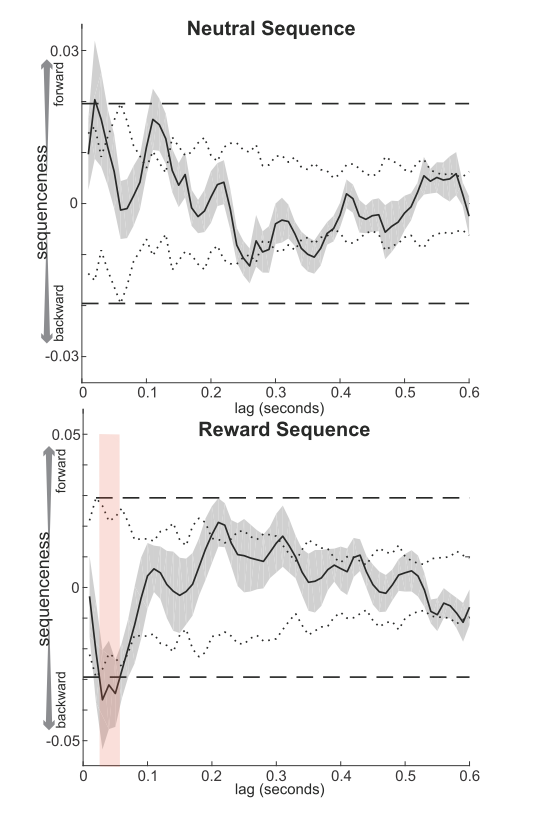 Neutral Sequence
0.03
forward
0
sequenceness
backward
-0.03
0 0.1 0.2 0.3 0.4 0.5 0.6
lag (seconds)
Reward Sequence
0.05
forward
0
sequenceness
backward
-0.05
0 0.1 0.2 0.3 0.4 0.5 0.6
lag (seconds)